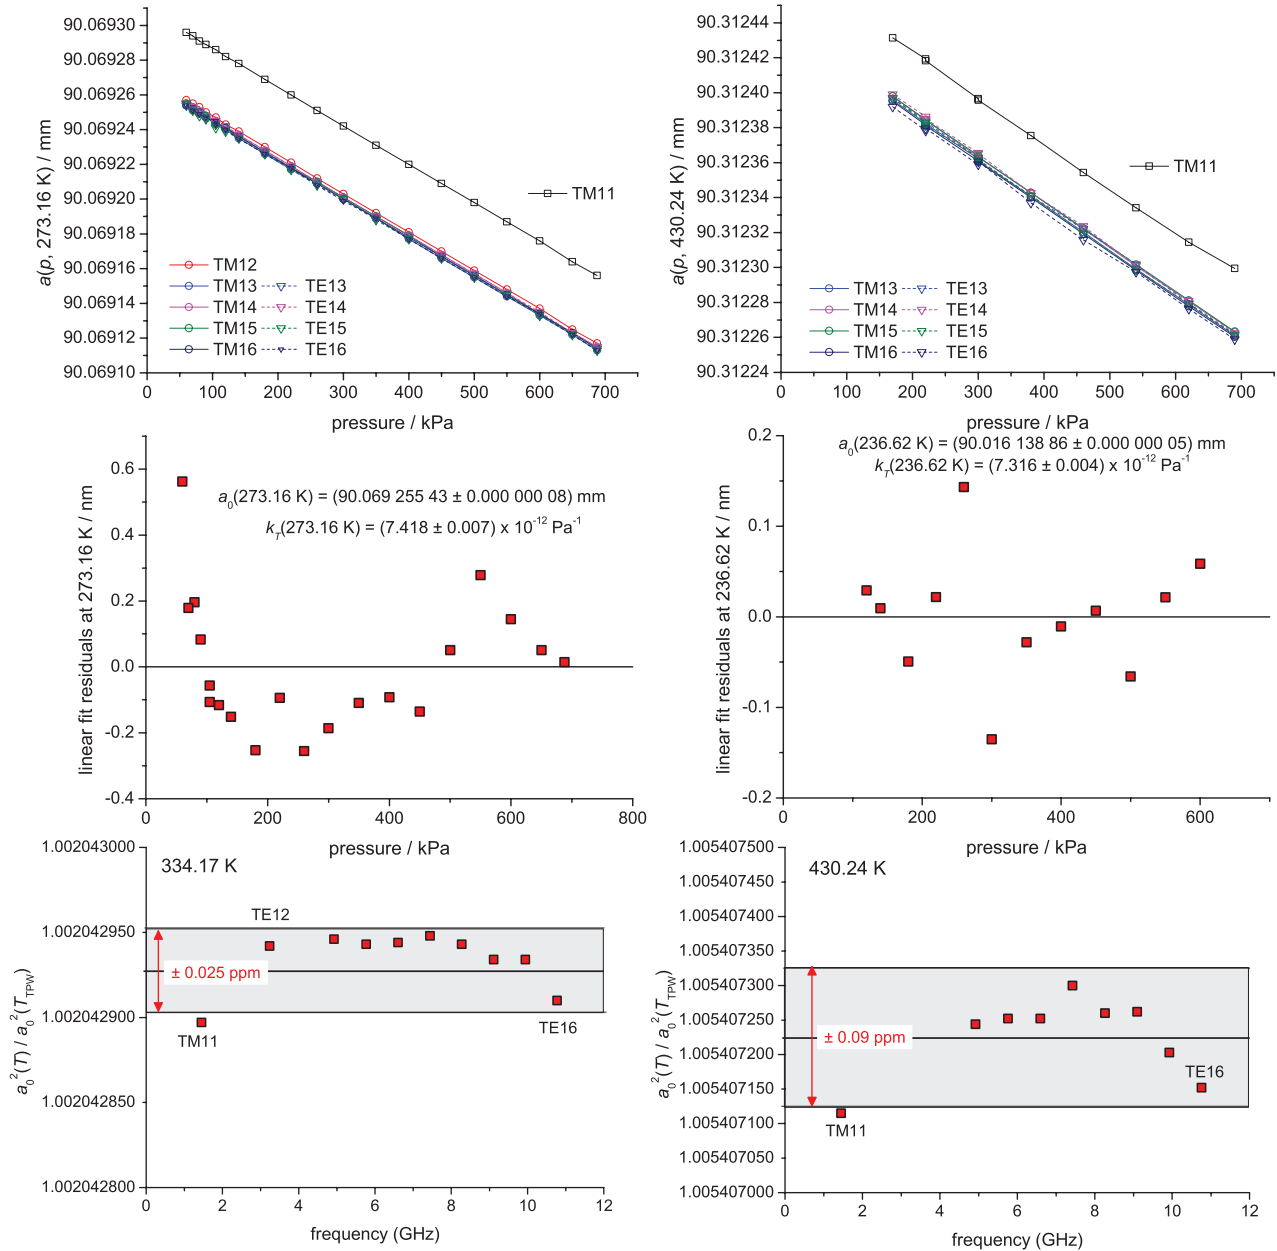 90.06930
90.06928
90.06926
90.06924
90.06922
90.06920
90.06918
90.06916
90.06914
90.06912
90.06910
a(p, 273.16 K) / mm
TM11
TM12
TM13 TE13
TM14 TE14
TM15 TE15
TM16 TE16
0 100 200 300 400 500 600 700
pressure / kPa
90.31244
90.31242
90.31240
90.31238
90.31236
90.31234
90.31232
90.31230
90.31228
90.31226
90.31224
a(p, 430.24 K) / mm
TM11
TM13 TE13
TM14 TE14
TM15 TE15
TM16 TE16
0 100 200 300 400 500 600 700
pressure / kPa
0.6
0.4
0.2
0.0
-0.2
-0.4
linear fit residuals at 273.16 K / nm
a₀(273.16 K) = (90.069 255 43 ± 0.000 000 08) mm
k_T(273.16 K) = (7.418 ± 0.007) x 10⁻¹² Pa⁻¹
0 200 400 600 800
pressure / kPa
0.2
0.1
0.0
-0.1
-0.2
linear fit residuals at 236.62 K / nm
a₀(236.62 K) = (90.016 138 86 ± 0.000 000 05) mm
k_T(236.62 K) = (7.316 ± 0.004) x 10⁻¹² Pa⁻¹
0 200 400 600
pressure / kPa
1.002043000
1.002042950
1.002042900
1.002042850
1.002042800
a₀²(T) / a₀²(T_TPW)
334.17 K
TE12
± 0.025 ppm
TM11
TE16
0 2 4 6 8 10 12
frequency (GHz)
1.005407500
1.005407450
1.005407400
1.005407350
1.005407300
1.005407250
1.005407200
1.005407150
1.005407100
1.005407050
1.005407000
a₀²(T) / a₀²(T_TPW)
430.24 K
± 0.09 ppm
TE16
TM11
0 2 4 6 8 10 12
frequency (GHz)